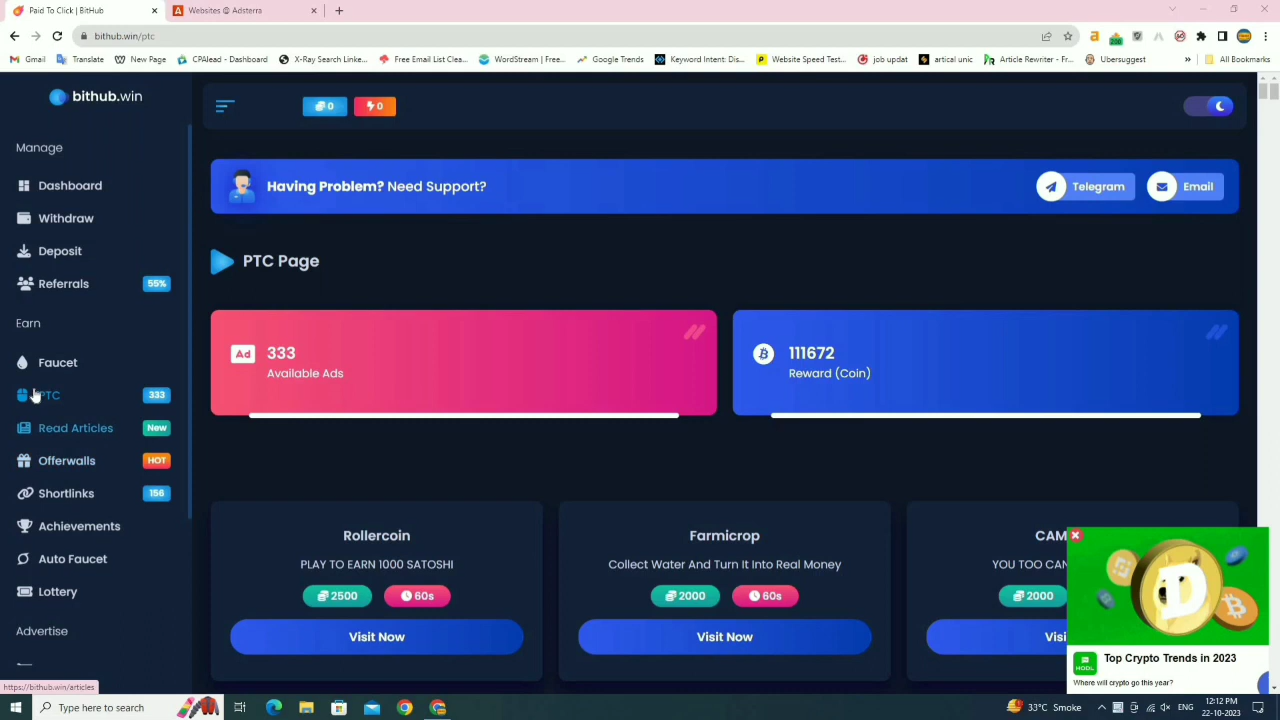 Paid To Click | BitHub
Websites @ Adsterra
bithub.win/ptc
Gmail
Translate
New Page
CPAlead - Dashboard
X-Ray Search Linke...
Free Email List Clea...
WordStream | Free...
Google Trends
Keyword Intent: Dis...
Website Speed Test...
job updat
artical unic
Article Rewriter - Fr...
Ubersuggest
»
All Bookmarks
bithub.win
0
0
Manage
Dashboard
Withdraw
Deposit
Referrals 55%
Earn
Faucet
PTC 333
Read Articles New
Offerwalls HOT
Shortlinks 156
Achievements
Auto Faucet
Lottery
Advertise
https://bithub.win/articles
Having Problem? Need Support?
Telegram
Email
PTC Page
Ad
333
Available Ads
111672
Reward (Coin)
Rollercoin
PLAY TO EARN 1000 SATOSHI
2500
60s
Visit Now
Farmicrop
Collect Water And Turn It Into Real Money
2000
60s
Visit Now
CAM
YOU TOO CAN
2000
Visi
HODL
Top Crypto Trends in 2023
Where will crypto go this year?
Type here to search
33°C Smoke
ENG
12:12 PM
22-10-2023